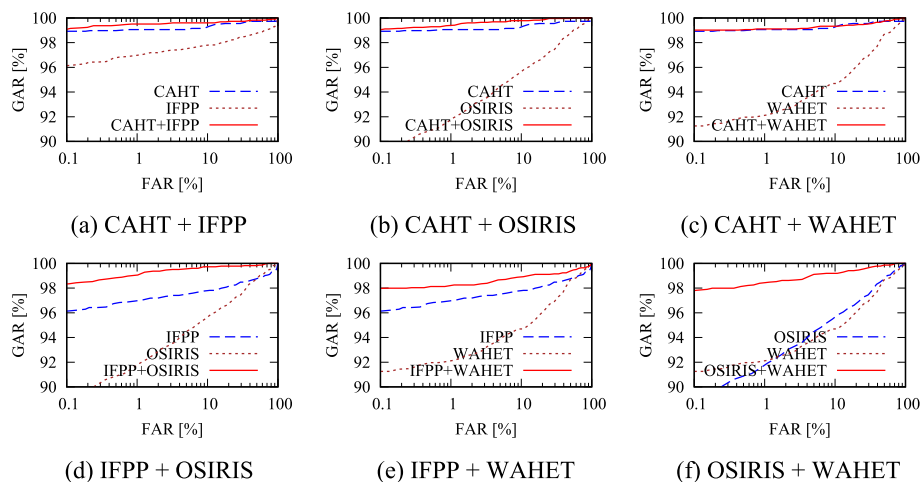 100
98
96
94
92
90
GAR [%]
CAHT
IFPP
CAHT+IFPP
0.1 1 10 100
FAR [%]
(a) CAHT + IFPP
100
98
96
94
92
90
GAR [%]
CAHT
OSIRIS
CAHT+OSIRIS
0.1 1 10 100
FAR [%]
(b) CAHT + OSIRIS
100
98
96
94
92
90
GAR [%]
CAHT
WAHET
CAHT+WAHET
0.1 1 10 100
FAR [%]
(c) CAHT + WAHET
100
98
96
94
92
90
GAR [%]
IFPP
OSIRIS
IFPP+OSIRIS
0.1 1 10 100
FAR [%]
(d) IFPP + OSIRIS
100
98
96
94
92
90
GAR [%]
IFPP
WAHET
IFPP+WAHET
0.1 1 10 100
FAR [%]
(e) IFPP + WAHET
100
98
96
94
92
90
GAR [%]
OSIRIS
WAHET
OSIRIS+WAHET
0.1 1 10 100
FAR [%]
(f) OSIRIS + WAHET